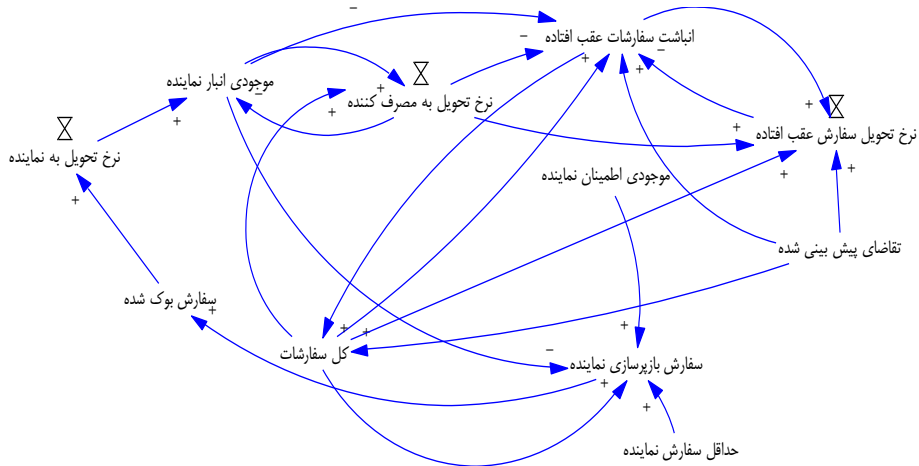 انباشت سفارشات عقب افتاده
موجودی انبار نماینده
نرخ تحویل به مصرف کننده
نرخ تحویل سفارش عقب افتاده
نرخ تحویل به نماینده
موجودی اطمینان نماینده
تقاضای پیش بینی شده
سفارش بوک شده
کل سفارشات
سفارش بازپرسازی نماینده
حداقل سفارش نماینده